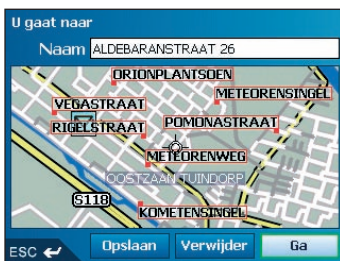 U gaat naar
Naam ALDEBARANSTRAAT 26
ORIONPLANTSOEN
METEORENSINGEL
VEGASTRAAT
RIGELSTRAAT POMONASTRAAT
METEORENWEG
OOSTZAAN TUINDORP
S118
KOMETENSINGEL
ESC Opslaan Verwijder Ga